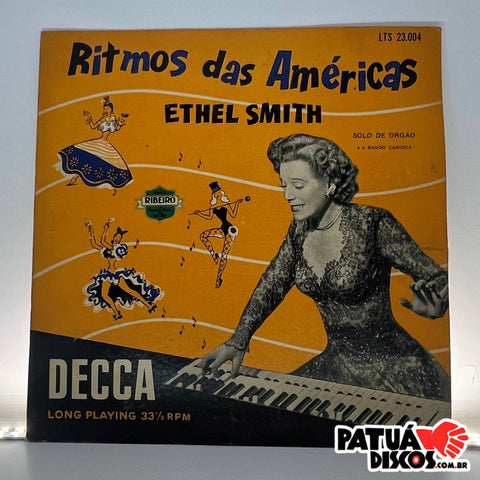 LTS 23.004
Ritmos das Américas
ETHEL SMITH
SOLO DE ORGÃO
e o BANDO CARIOCA
RIBEIRO
DECCA
LONG PLAYING 33⅓ RPM
PATUÁ
DISCOS.COM.BR